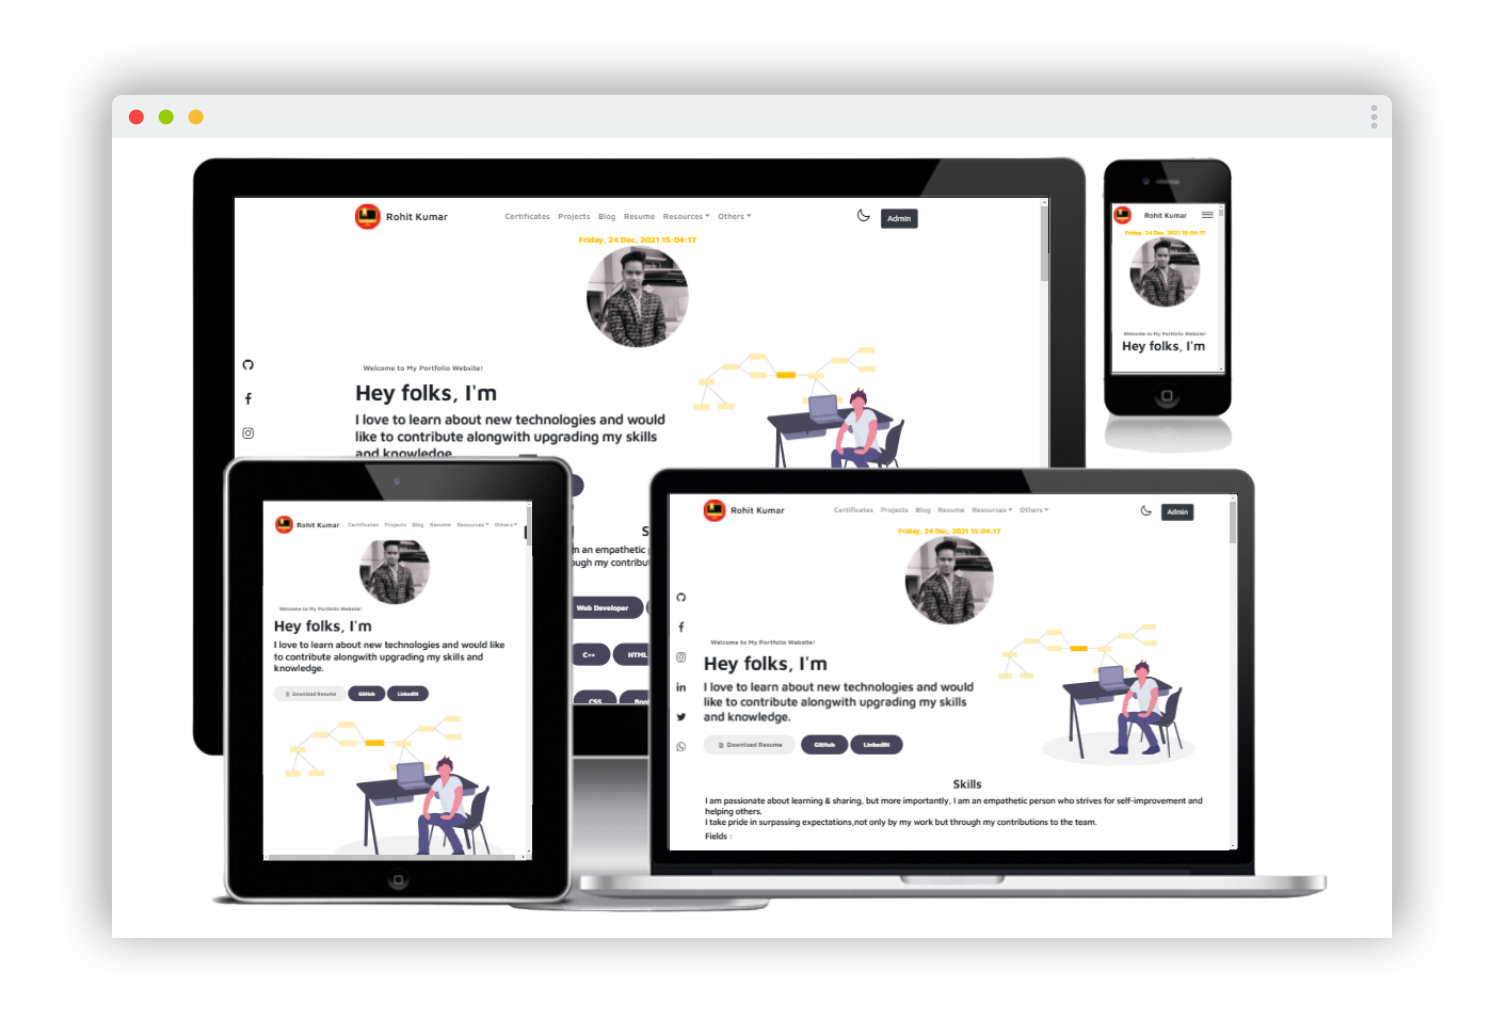 Rohit Kumar
Certificates Projects Blog Resume Resources Others
Admin
Friday, 24 Dec, 2021 15:04:17
Welcome to My Portfolio Website!
Hey folks, I'm
I love to learn about new technologies and would
like to contribute alongwith upgrading my skills
and knowledge.
S
n an empathetic
ough my contribu
Web Developer
C++ HTML
CSS Boo
Rohit Kumar
Friday, 24 Dec, 2021 15:04:17
Welcome to My Portfolio Website!
Hey folks, I'm
Rohit Kumar Certificates Projects Blog Resume Resources Others
Welcome to My Portfolio Website!
Hey folks, I'm
I love to learn about new technologies and would like
to contribute alongwith upgrading my skills and
knowledge.
Download Resume GitHub LinkedIN
Rohit Kumar
Certificates Projects Blog Resume Resources Others
Admin
Friday, 24 Dec, 2021 15:04:17
Welcome to My Portfolio Website!
Hey folks, I'm
I love to learn about new technologies and would
like to contribute alongwith upgrading my skills
and knowledge.
Download Resume GitHub LinkedIN
Skills
I am passionate about learning & sharing, but more importantly, I am an empathetic person who strives for self-improvement and
helping others.
I take pride in surpassing expectations,not only by my work but through my contributions to the team.
Fields :